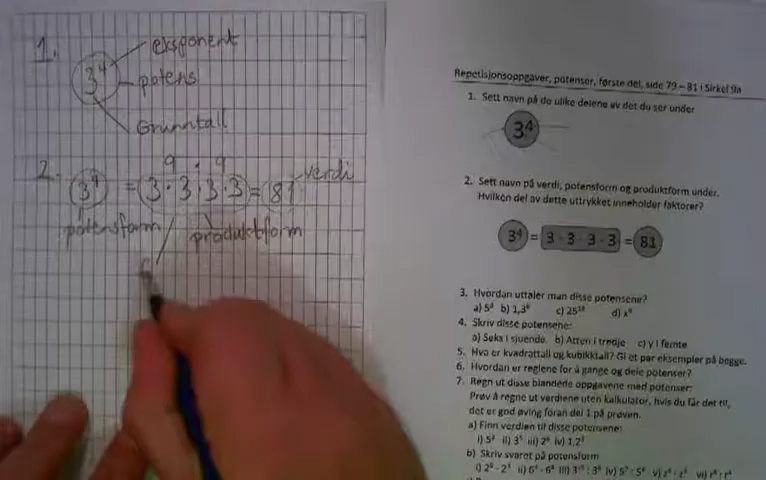 1.
eksponent
3⁴
potens
Grunntall
9 · 9
2. 3⁴ = 3 · 3 · 3 · 3 = 81 verdi
potensform / produktform
Repetisjonsoppgaver, potenser, første del, side 79 – 81 i Sirkel 9a
1. Sett navn på de ulike delene av det du ser under
3⁴
2. Sett navn på verdi, potensform og produktform under.
Hvilken del av dette uttrykket inneholder faktorer?
3⁴ = 3 · 3 · 3 · 3 = 81
3. Hvordan uttaler man disse potensene?
a) 5² b) 1,3⁶ c) 25¹⁸ d) x⁹
4. Skriv disse potensene:
a) Seks i sjuende. b) Atten i tredje c) y i femte
5. Hva er kvadrattall og kubikktall? Gi et par eksempler på begge.
6. Hvordan er reglene for å gange og dele potenser?
7. Regn ut disse blandede oppgavene med potenser:
Prøv å regne ut verdiene uten kalkulator, hvis du får det til,
det er god øving foran del 1 på prøven.
a) Finn verdien til disse potensene:
b) Skriv svaret på potensform